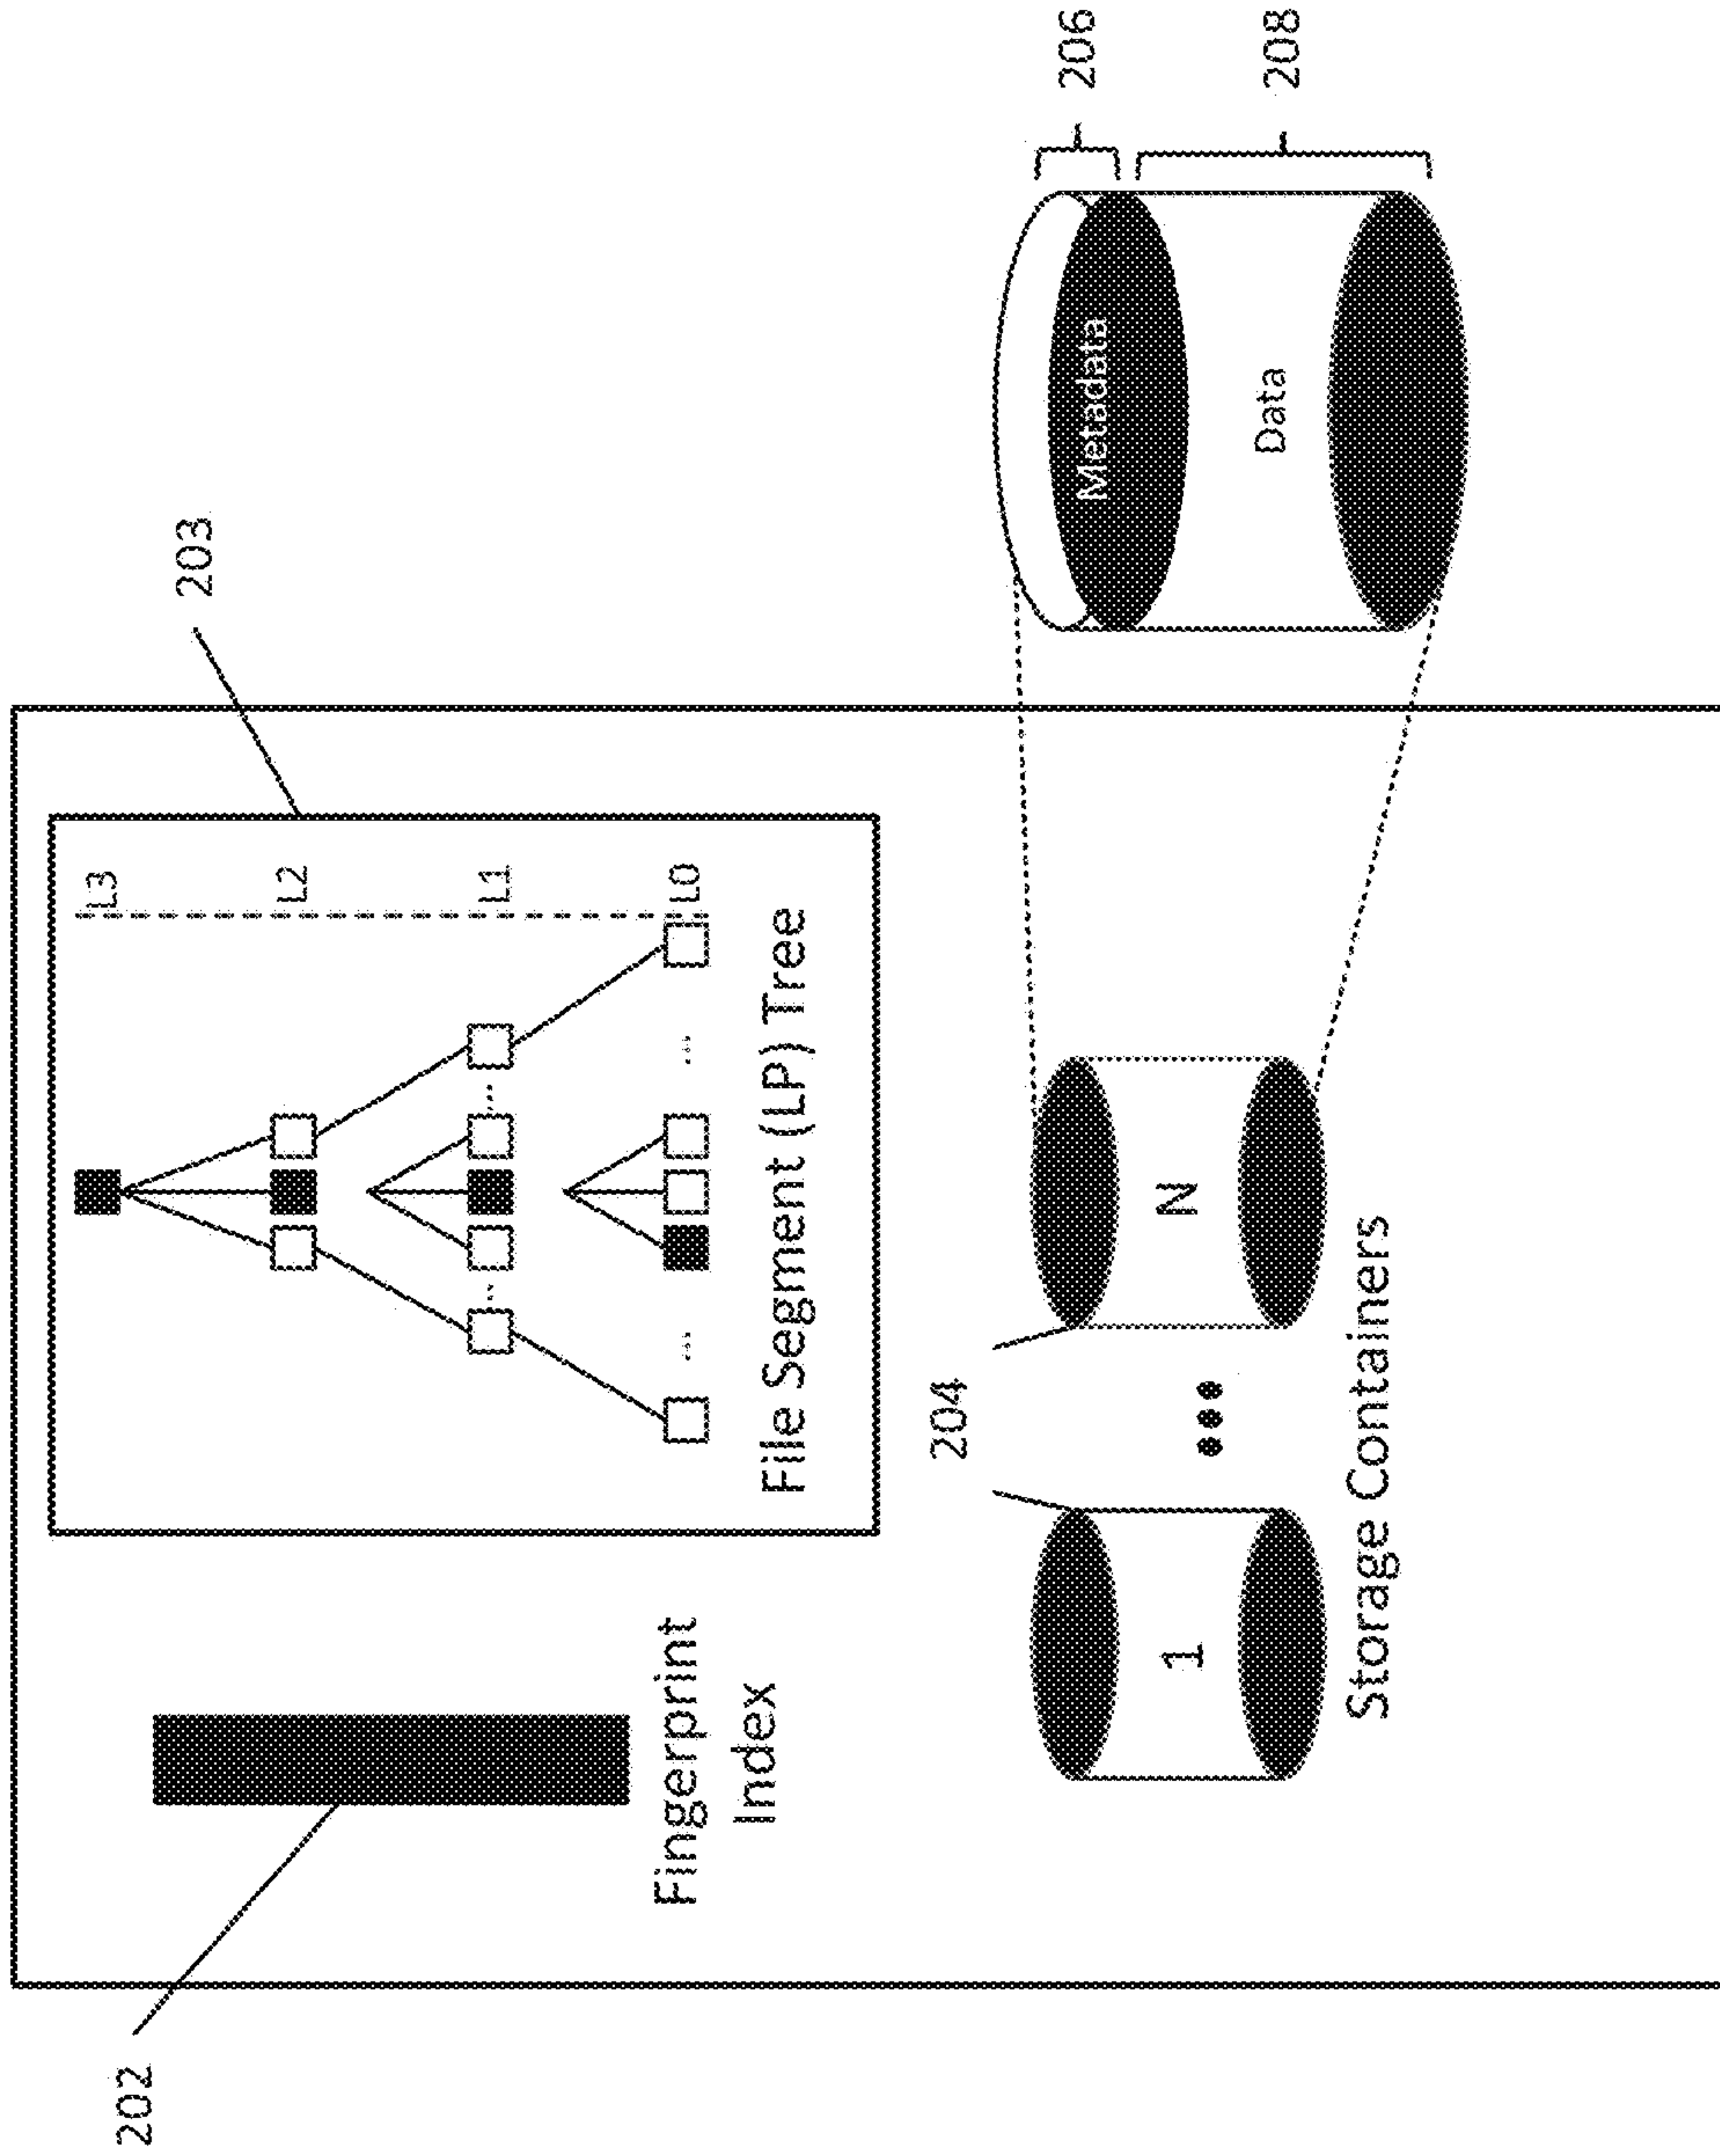 202
203
L3
L2
L1
...
...
L0
...
...
Fingerprint
Index
File Segment (LP) Tree
204
1
N
Storage Containers
Metadata
Data
206
208